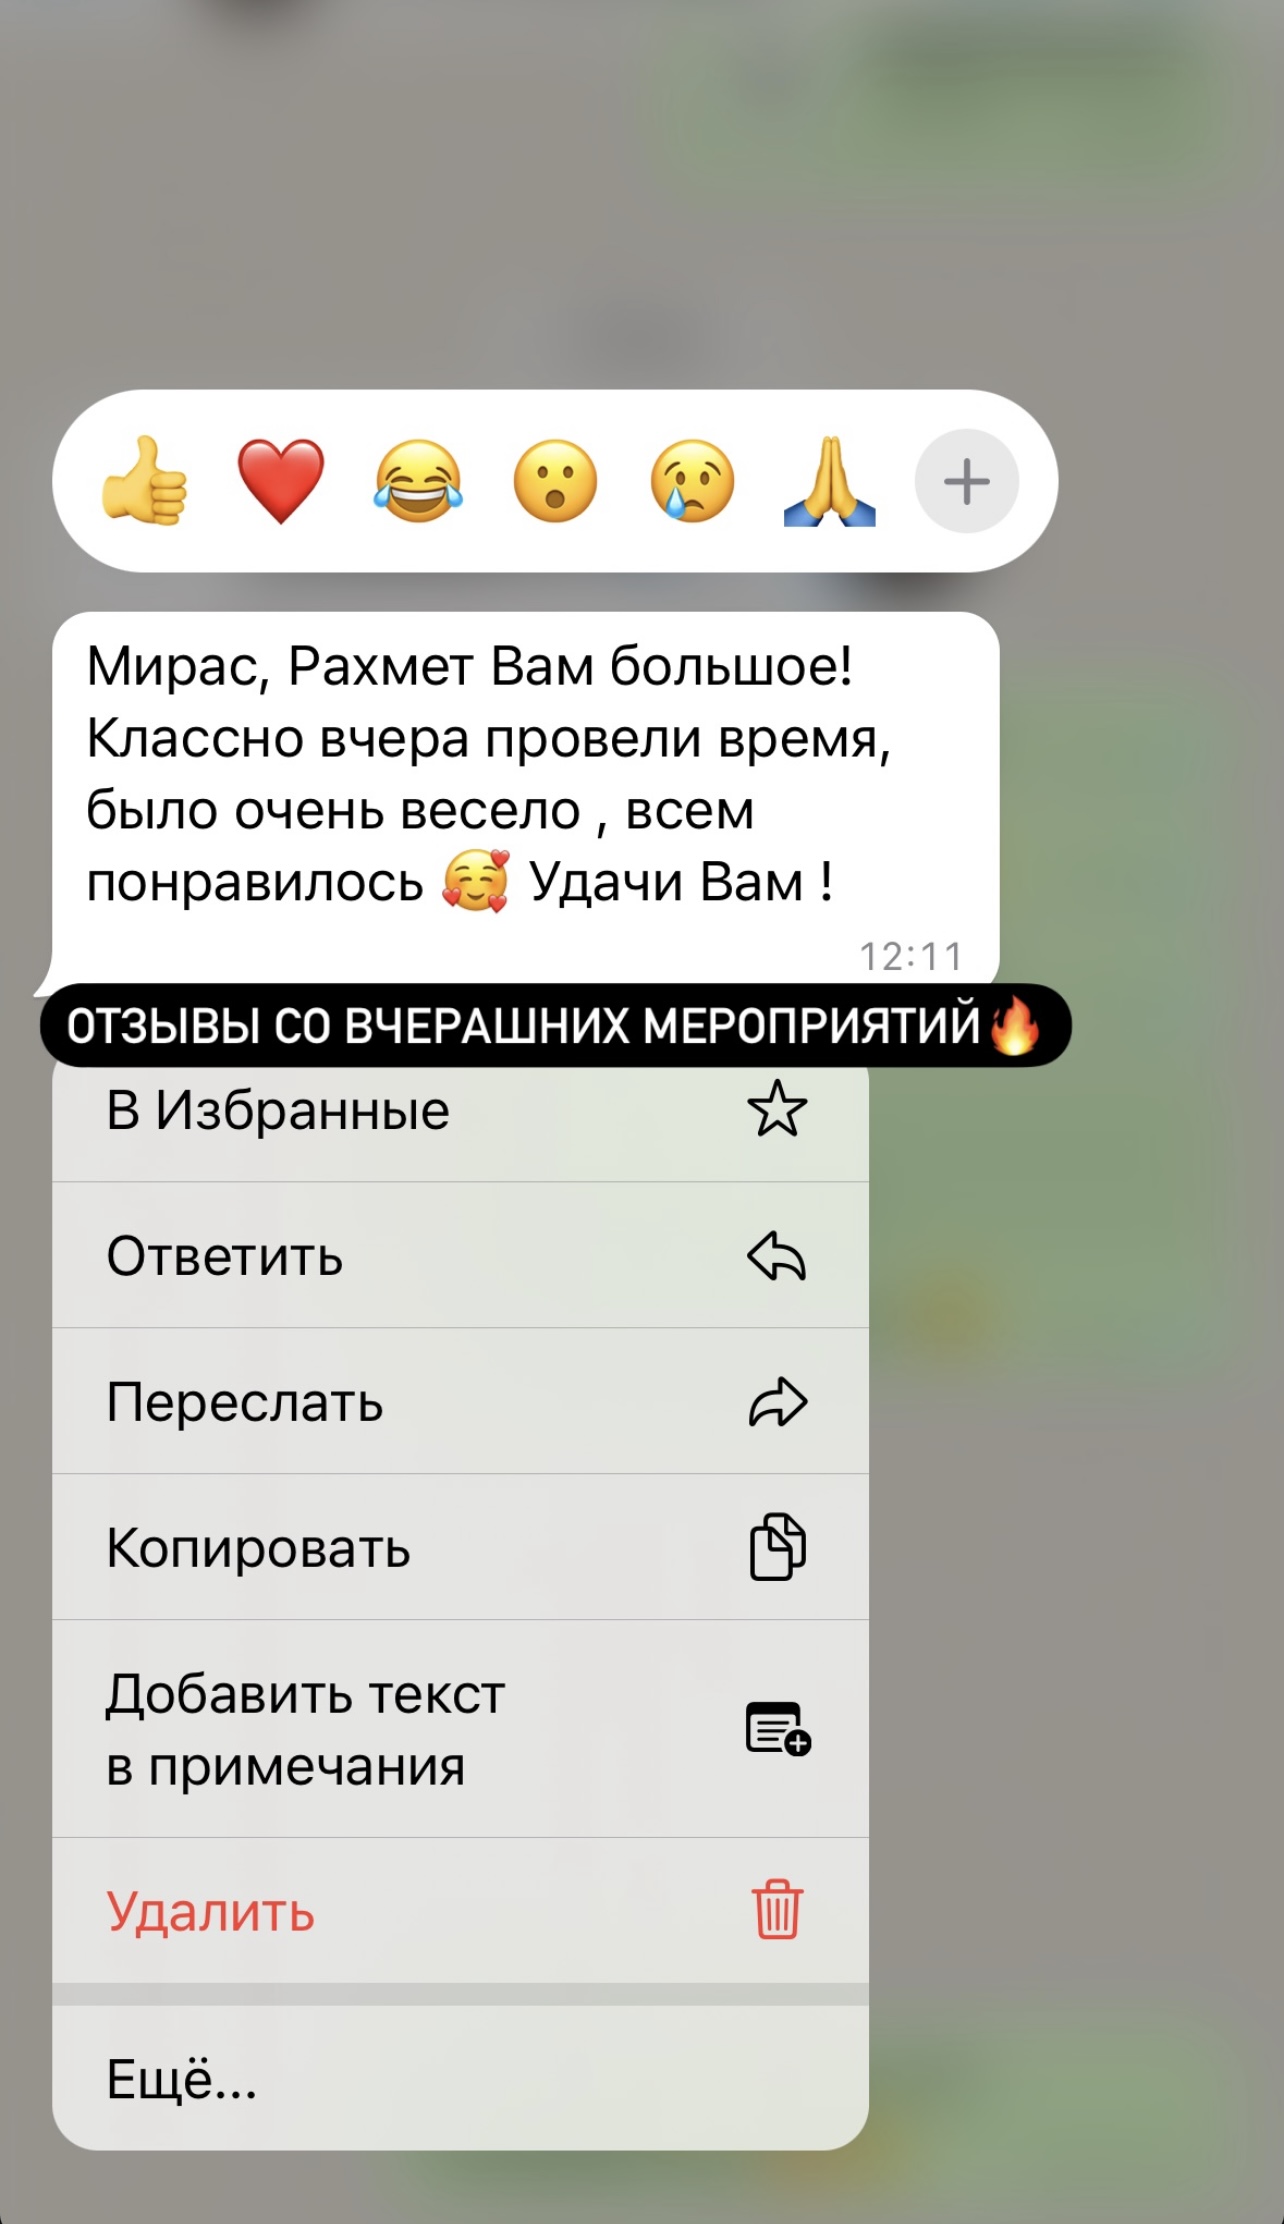 Мирас, Рахмет Вам большое!
Классно вчера провели время,
было очень весело , всем
понравилось 🥰 Удачи Вам !
12:11
ОТЗЫВЫ СО ВЧЕРАШНИХ МЕРОПРИЯТИЙ🔥
В Избранные
Ответить
Переслать
Копировать
Добавить текст
в примечания
Удалить
Ещё...